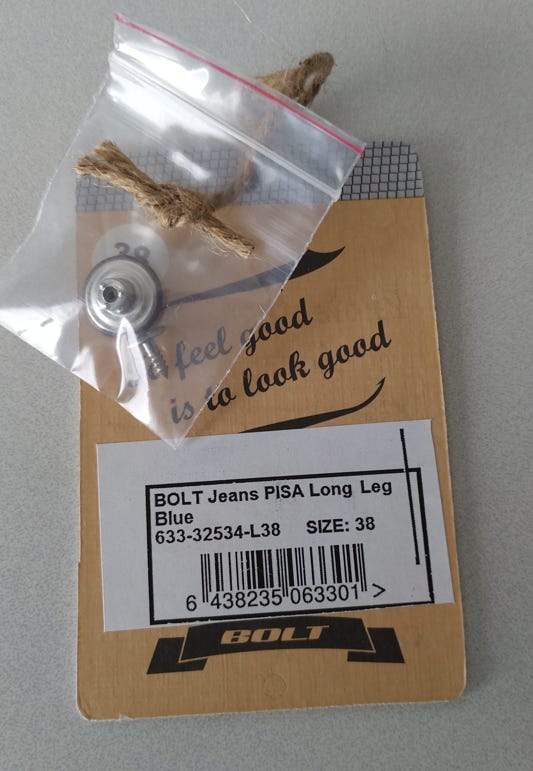 38
feel good
is to look good
BOLT Jeans PISA Long Leg
Blue
633-32534-L38 SIZE: 38
6 438235 063301 >
BOLT